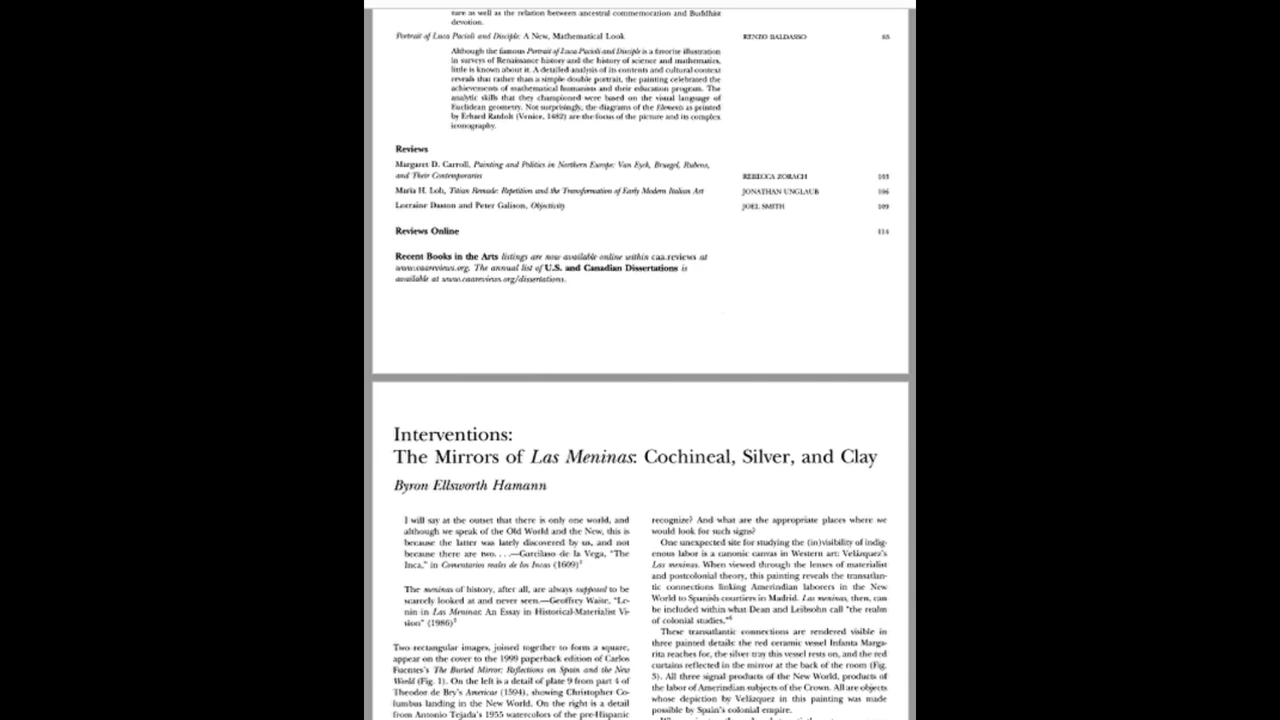 ture as well as the relation between ancestral commemoration and Buddhist
devotion.
Portrait of Luca Pacioli and Disciple: A New, Mathematical Look RENZO BALDASSO 83
Although the famous Portrait of Luca Pacioli and Disciple is a favorite illustration
in surveys of Renaissance history and the history of science and mathematics,
little is known about it. A detailed analysis of its contents and cultural context
reveals that rather than a simple double portrait, the painting celebrated the
achievements of mathematical humanism and their education program. The
analytic skills that they championed were based on the visual language of
Euclidean geometry. Not surprisingly, the diagrams of the Elements as printed
by Erhard Ratdolt (Venice, 1482) are the focus of the picture and its complex
iconography.
Reviews
Margaret D. Carroll, Painting and Politics in Northern Europe: Van Eyck, Bruegel, Rubens,
and Their Contemporaries REBECCA ZORACH 103
Maria H. Loh, Titian Remade: Repetition and the Transformation of Early Modern Italian Art JONATHAN UNGLAUB 106
Lorraine Daston and Peter Galison, Objectivity JOEL SMITH 109
Reviews Online 114
Recent Books in the Arts listings are now available online within caa.reviews at
www.caareviews.org. The annual list of U.S. and Canadian Dissertations is
available at www.caareviews.org/dissertations.
Interventions:
The Mirrors of Las Meninas: Cochineal, Silver, and Clay
Byron Ellsworth Hamann
I will say at the outset that there is only one world, and
although we speak of the Old World and the New, this is
because the latter was lately discovered by us, and not
because there are two. . . .—Garcilaso de la Vega, "The
Inca," in Comentarios reales de los Incas (1609)1
The meninas of history, after all, are always supposed to be
scarcely looked at and never seen.—Geoffrey Waite, "Le-
nin in Las Meninas: An Essay in Historical-Materialist Vi-
sion" (1986)2
Two rectangular images, joined together to form a square,
appear on the cover to the 1999 paperback edition of Carlos
Fuentes's The Buried Mirror: Reflections on Spain and the New
World (Fig. 1). On the left is a detail of plate 9 from part 4 of
Theodor de Bry's Americae (1594), showing Christopher Co-
lumbus landing in the New World. On the right is a detail
from Antonio Tejada's 1955 watercolors of the pre-Hispanic
recognize? And what are the appropriate places where we
would look for such signs?
One unexpected site for studying the (in)visibility of indig-
enous labor is a canonic canvas in Western art: Velázquez's
Las meninas. When viewed through the lenses of materialist
and postcolonial theory, this painting reveals the transatlan-
tic connections linking Amerindian laborers in the New
World to Spanish courtiers in Madrid. Las meninas, then, can
be included within what Dean and Leibsohn call "the realm
of colonial studies."6
These transatlantic connections are rendered visible in
three painted details: the red ceramic vessel Infanta Marga-
rita reaches for, the silver tray this vessel rests on, and the red
curtains reflected in the mirror at the back of the room (Fig.
5). All three signal products of the New World, products of
the labor of Amerindian subjects of the Crown. All are objects
whose depiction by Velázquez in this painting was made
possible by Spain's colonial empire.